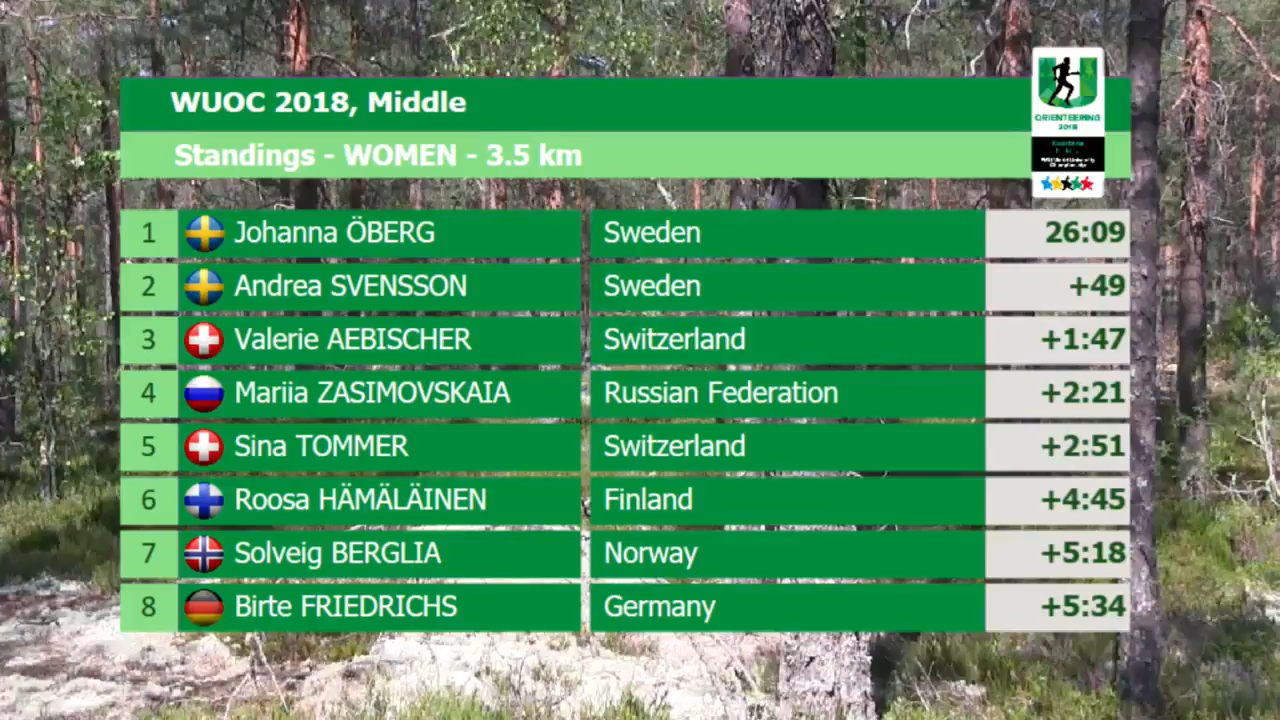 WUOC 2018, Middle
Standings - WOMEN - 3.5 km
ORIENTEERING
2018
1 Johanna ÖBERG Sweden 26:09
2 Andrea SVENSSON Sweden +49
3 Valerie AEBISCHER Switzerland +1:47
4 Mariia ZASIMOVSKAIA Russian Federation +2:21
5 Sina TOMMER Switzerland +2:51
6 Roosa HÄMÄLÄINEN Finland +4:45
7 Solveig BERGLIA Norway +5:18
8 Birte FRIEDRICHS Germany +5:34